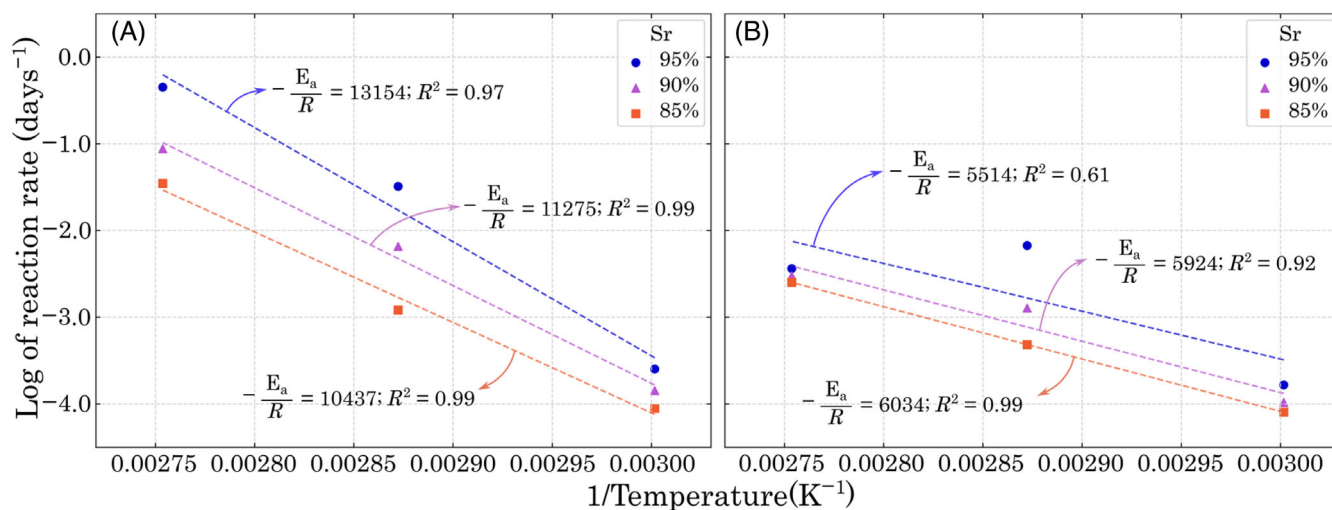 (A)
Sr
95%
90%
85%
− Ea/R = 13154; R² = 0.97
− Ea/R = 11275; R² = 0.99
− Ea/R = 10437; R² = 0.99
0.0
−1.0
−2.0
−3.0
−4.0
Log of reaction rate (days⁻¹)
0.00275 0.00280 0.00285 0.00290 0.00295 0.00300
(B)
Sr
95%
90%
85%
− Ea/R = 5514; R² = 0.61
− Ea/R = 5924; R² = 0.92
− Ea/R = 6034; R² = 0.99
0.00275 0.00280 0.00285 0.00290 0.00295 0.00300
1/Temperature(K⁻¹)